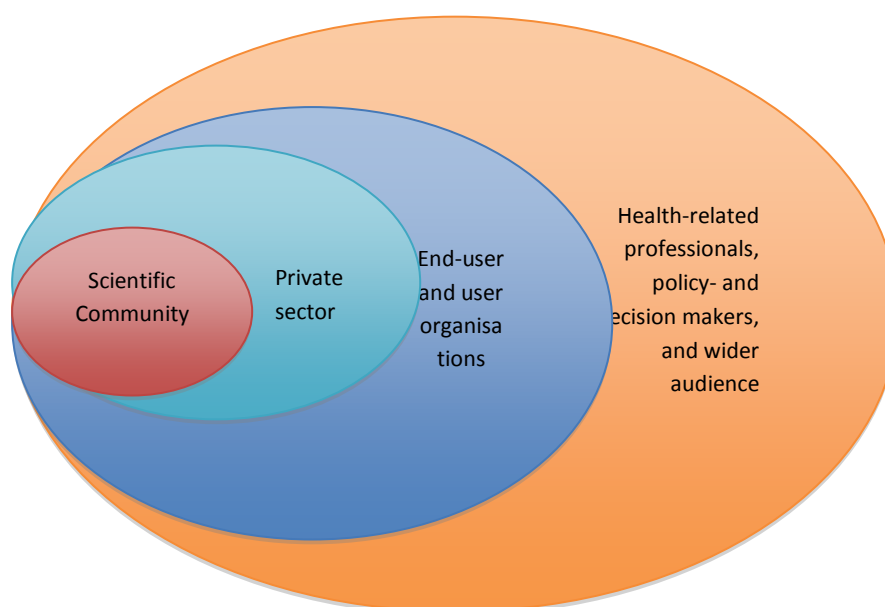 Scientific
Community
Private
sector
End-user
and user
organisa
tions
Health-related
professionals,
policy- and
ecision makers,
and wider
audience